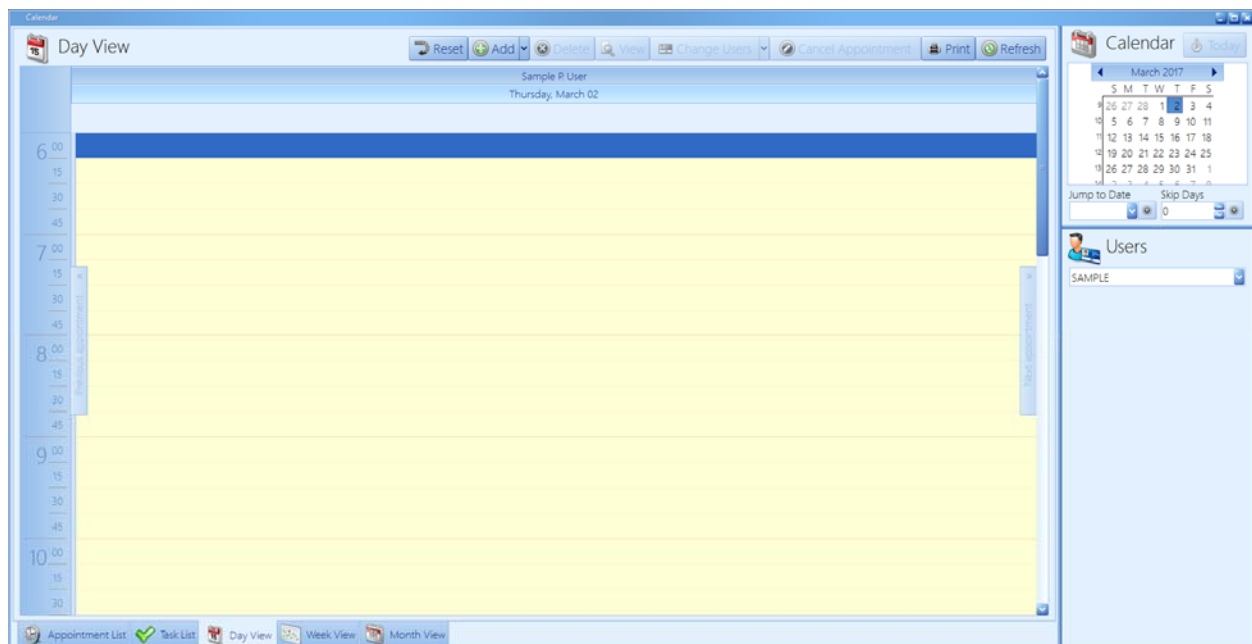 Calendar
Day View
Reset Add Delete View Change Users Cancel Appointment Print Refresh
Sample P. User
Thursday, March 02
6 00
15
30
45
7 00
15
30
45
8 00
15
30
45
9 00
15
30
45
10 00
15
30
Previous appointment
Next appointment
Appointment List Task List Day View Week View Month View
Calendar Today
March 2017
S M T W T F S
9 26 27 28 1 2 3 4
10 5 6 7 8 9 10 11
11 12 13 14 15 16 17 18
12 19 20 21 22 23 24 25
13 26 27 28 29 30 31 1
Jump to Date Skip Days
0
Users
SAMPLE